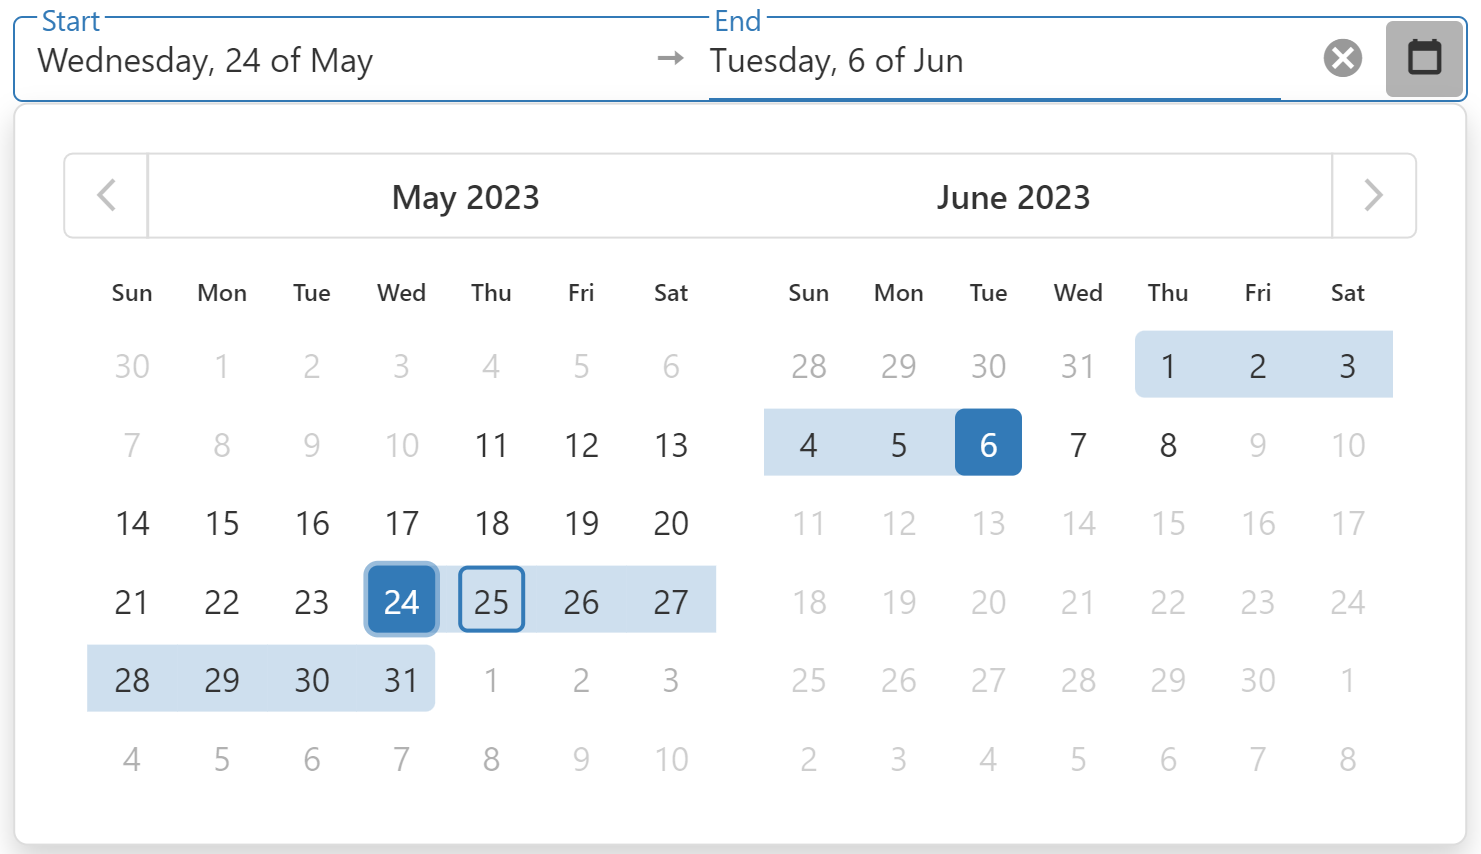 Start End
Wednesday, 24 of May → Tuesday, 6 of Jun
May 2023 June 2023
Sun Mon Tue Wed Thu Fri Sat Sun Mon Tue Wed Thu Fri Sat
30 1 2 3 4 5 6 28 29 30 31 1 2 3
7 8 9 10 11 12 13 4 5 6 7 8 9 10
14 15 16 17 18 19 20 11 12 13 14 15 16 17
21 22 23 24 25 26 27 18 19 20 21 22 23 24
28 29 30 31 1 2 3 25 26 27 28 29 30 1
4 5 6 7 8 9 10 2 3 4 5 6 7 8